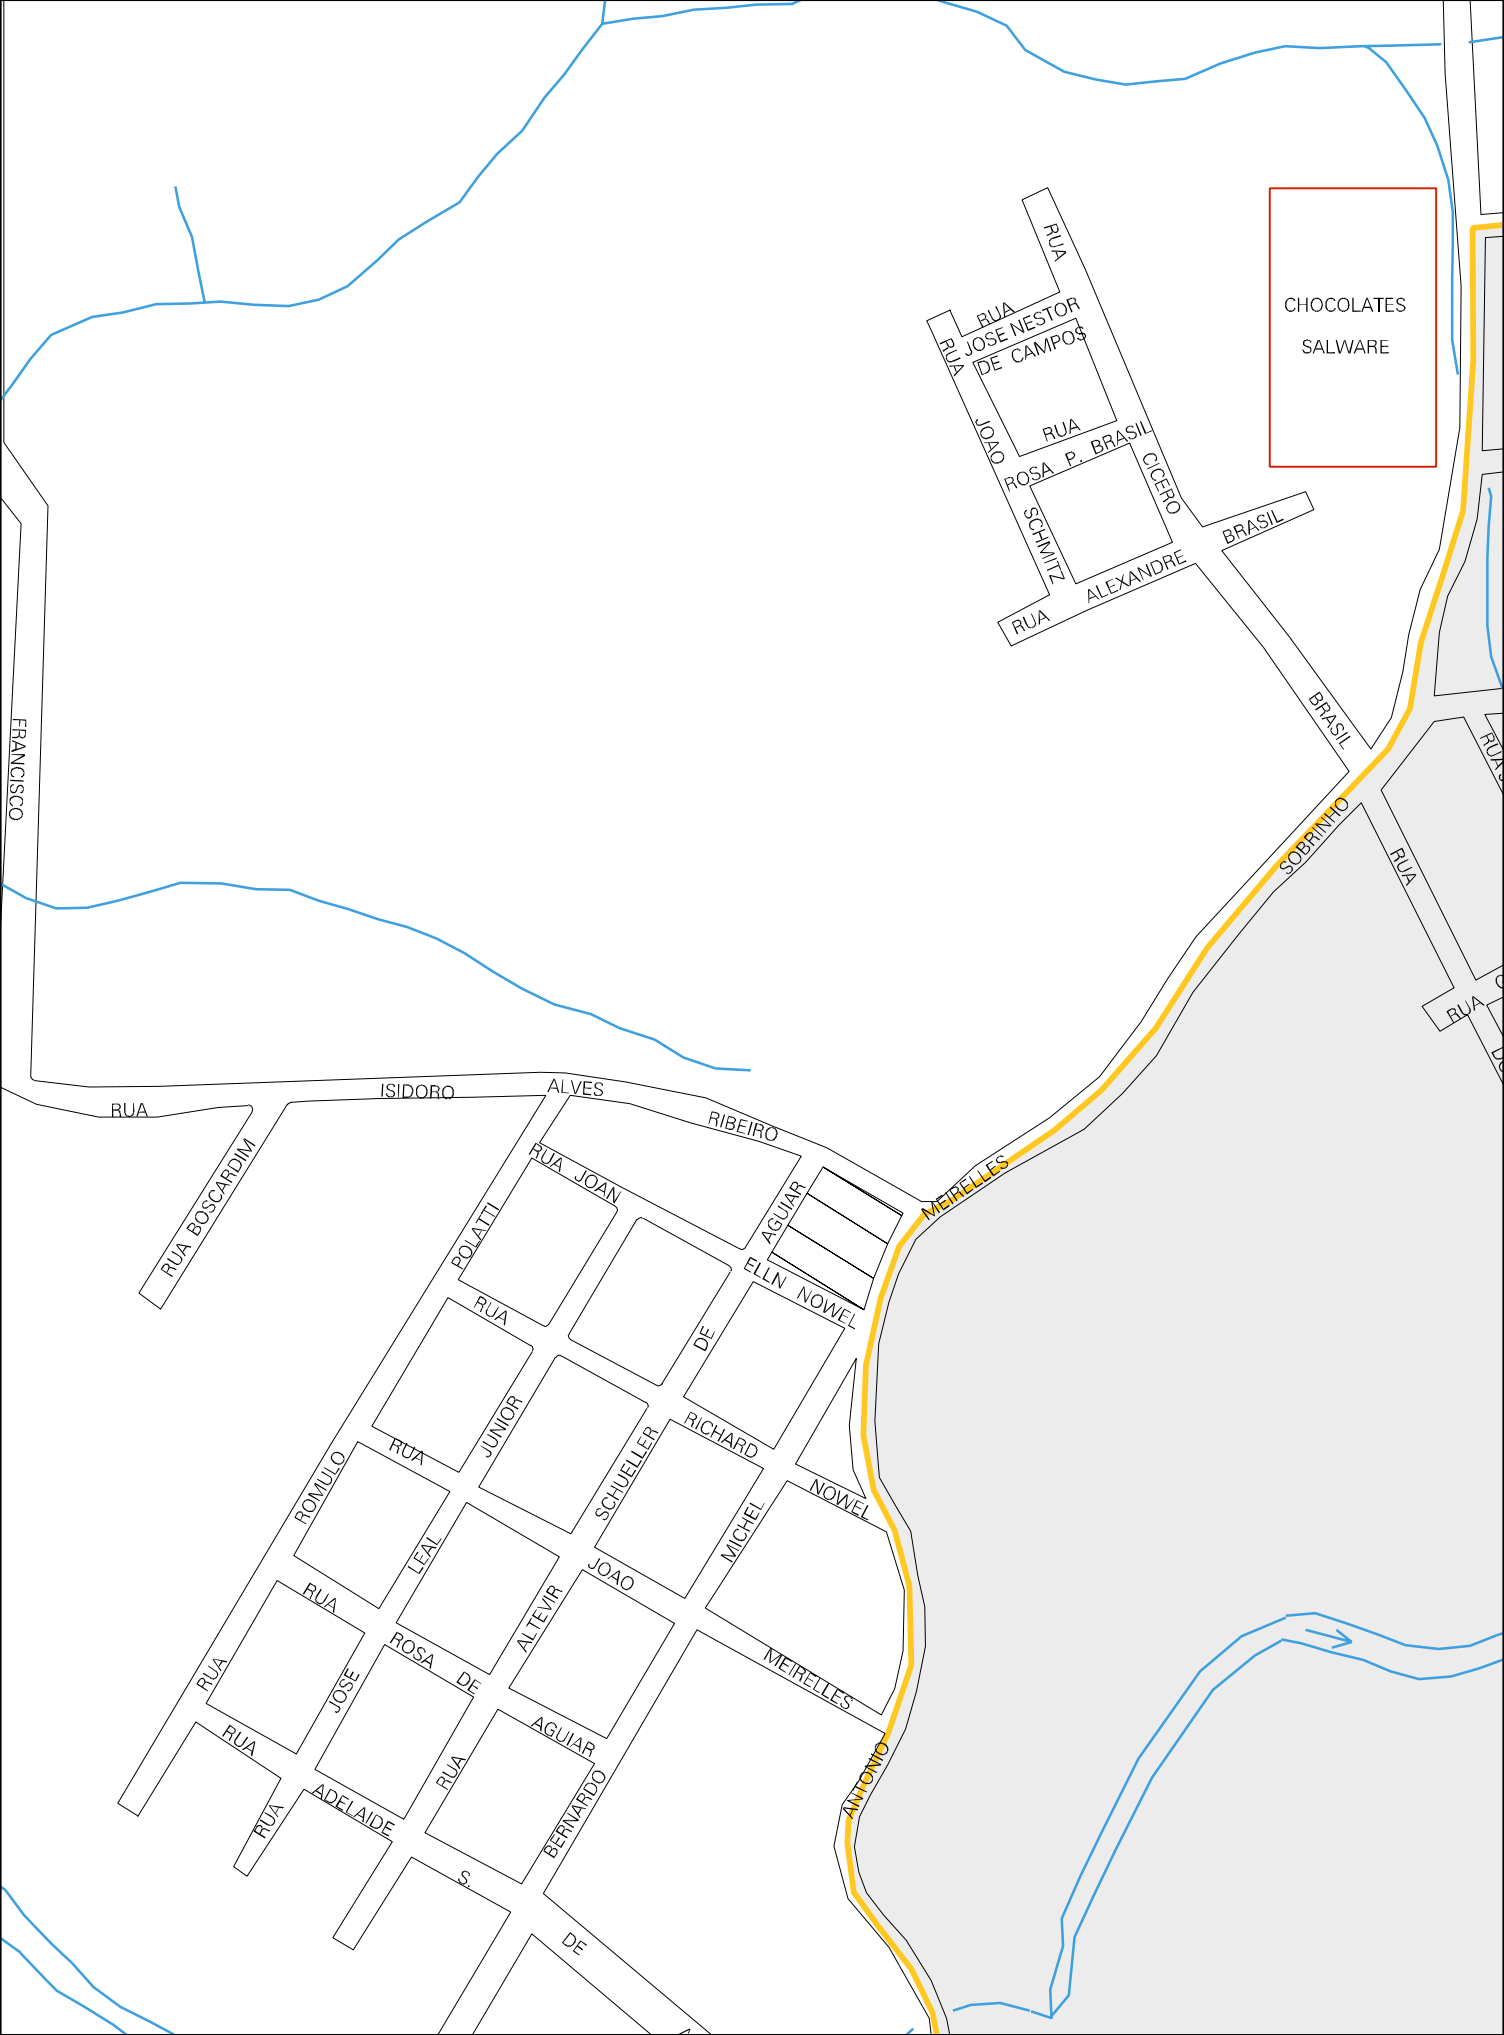 RUA
CHOCOLATES
SALWARE
RUA
JOSE NESTOR
DE CAMPOS
RUA
JOAO
SCHMITZ
RUA
ROSA P. BRASIL
CICERO
BRASIL
RUA ALEXANDRE BRASIL
FRANCISCO
RUA
SOBRINHO
RUA
RUA
RUA ISIDORO ALVES RIBEIRO
RUA BOSCARDIM
MEIRELLES
RUA JOAN
ELLN NOWEL
AGUIAR
POLATTI
RUA
DE
RICHARD
NOWEL
JUNIOR
RUA
SCHUELLER
ROMULO
MICHEL
LEAL
JOAO
RUA
ALTEVIR
ROSA DE
MEIRELLES
RUA
JOSE
AGUIAR
RUA
RUA
ANTONIO
BERNARDO
ADELAIDE
RUA
S.
DE